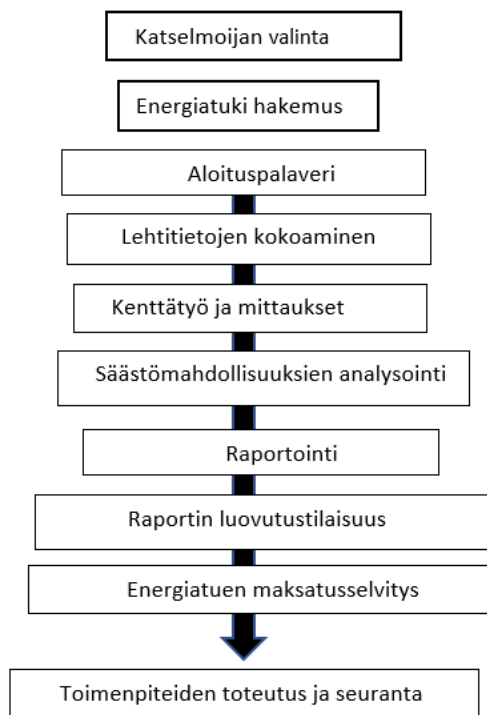 Katselmoijan valinta
Energiatuki hakemus
Aloituspalaveri
Lehtitietojen kokoaminen
Kenttätyö ja mittaukset
Säästömahdollisuuksien analysointi
Raportointi
Raportin luovutustilaisuus
Energiatuen maksatusselvitys
Toimenpiteiden toteutus ja seuranta